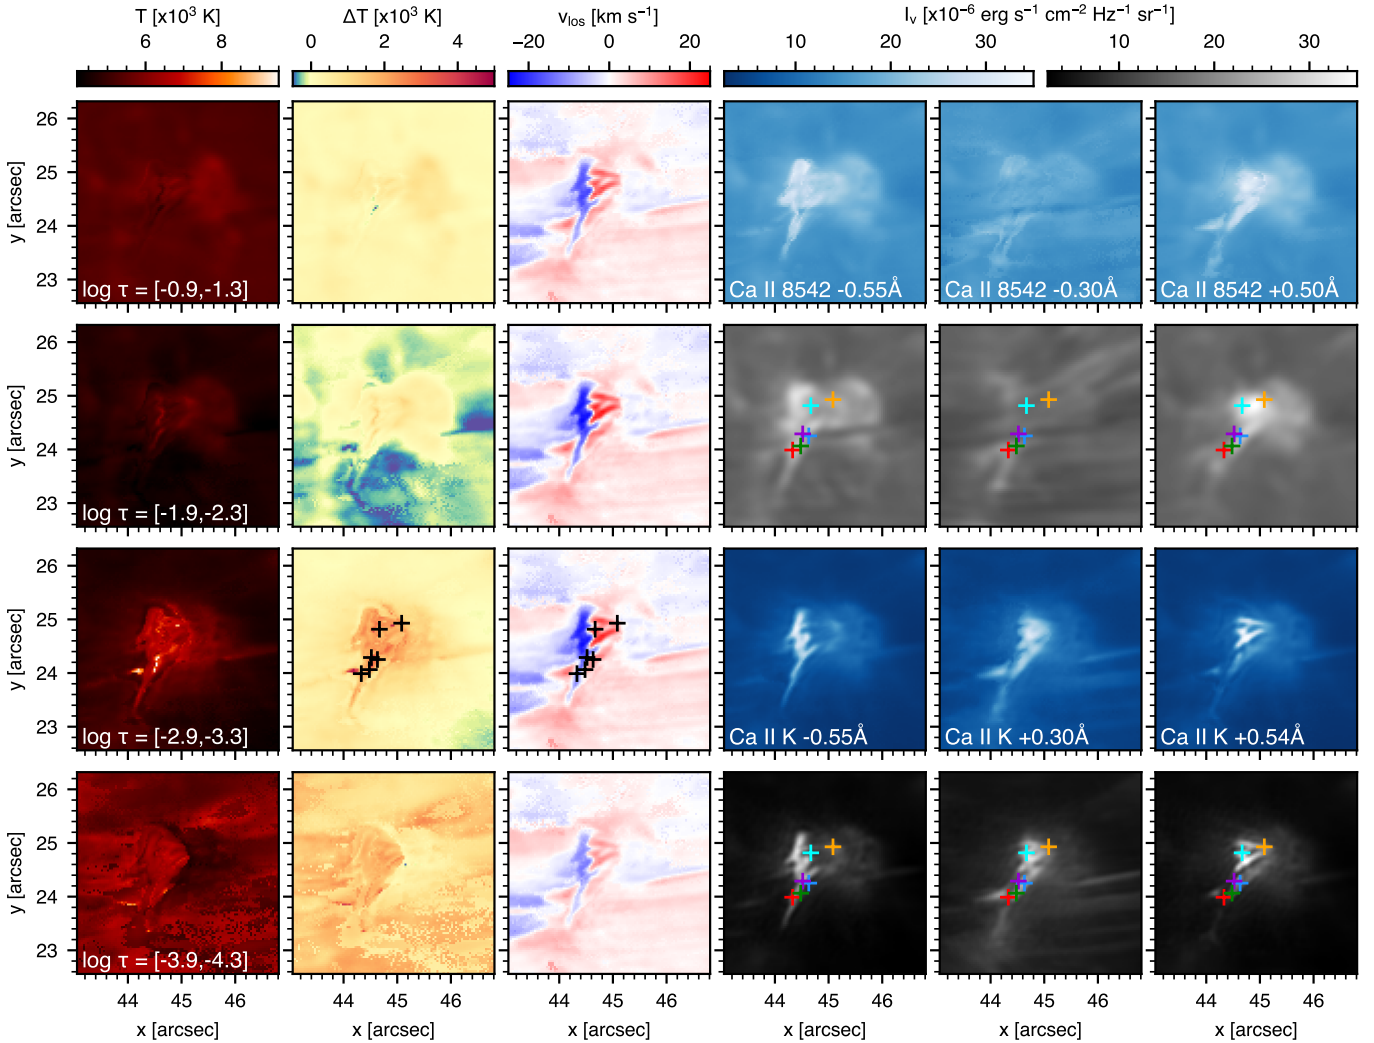 T [x10³ K] ΔT [x10³ K] v_los [km s⁻¹] I_ν [x10⁻⁶ erg s⁻¹ cm⁻² Hz⁻¹ sr⁻¹]
6 8 0 2 4 −20 0 20 10 20 30 10 20 30
26
25
24
23
y [arcsec]
log τ = [-0.9,-1.3] Ca II 8542 -0.55Å Ca II 8542 -0.30Å Ca II 8542 +0.50Å
26
25
24
23
y [arcsec]
log τ = [-1.9,-2.3]
26
25
24
23
y [arcsec]
log τ = [-2.9,-3.3] Ca II K -0.55Å Ca II K +0.30Å Ca II K +0.54Å
26
25
24
23
y [arcsec]
log τ = [-3.9,-4.3]
44 45 46 44 45 46 44 45 46 44 45 46 44 45 46 44 45 46
x [arcsec] x [arcsec] x [arcsec] x [arcsec] x [arcsec] x [arcsec]